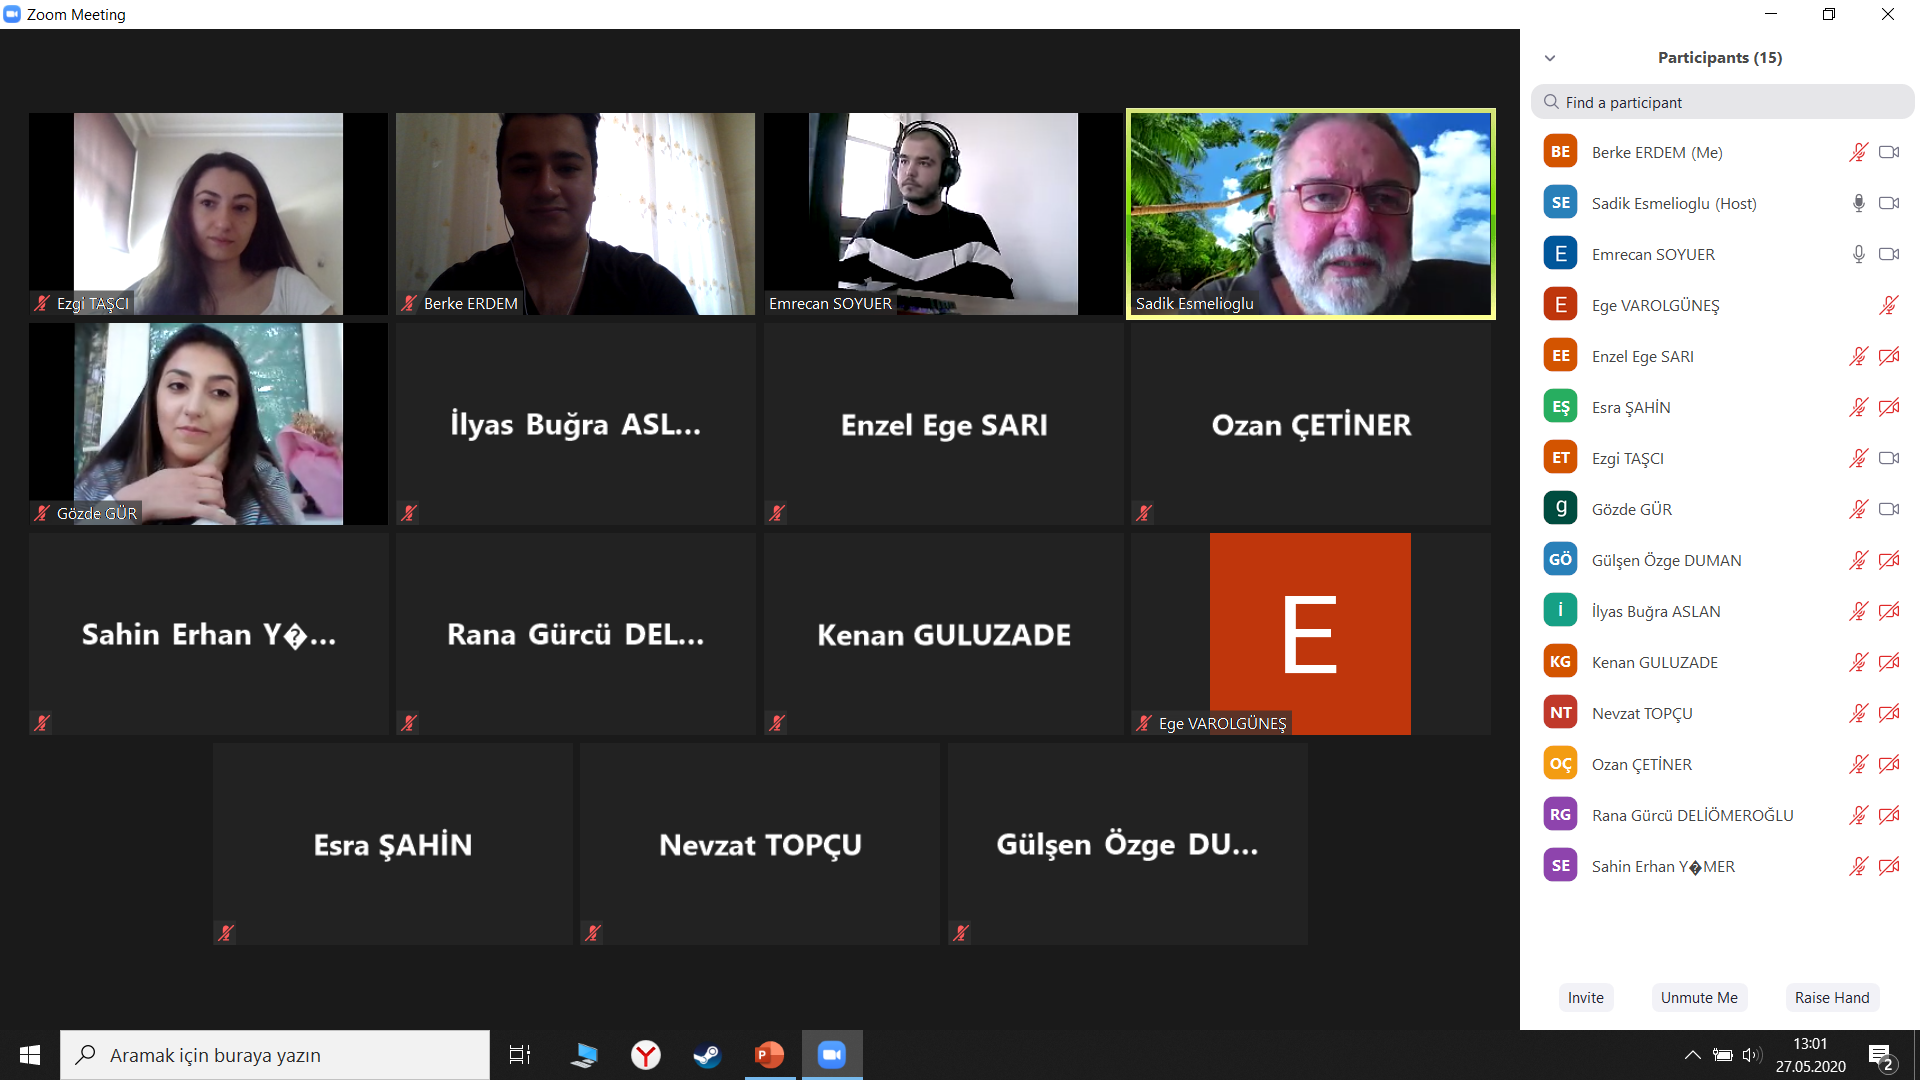 Zoom Meeting
Ezgi TAŞCI
Berke ERDEM
Emrecan SOYUER
Sadik Esmelioglu
Gözde GÜR
İlyas Buğra ASL...
Enzel Ege SARI
Ozan ÇETİNER
Sahin Erhan Y�...
Rana Gürcü DEL...
Kenan GULUZADE
E
Ege VAROLGÜNEŞ
Esra ŞAHİN
Nevzat TOPÇU
Gülşen Özge DU...
Participants (15)
Find a participant
BE Berke ERDEM (Me)
SE Sadik Esmelioglu (Host)
E Emrecan SOYUER
E Ege VAROLGÜNEŞ
EE Enzel Ege SARI
EŞ Esra ŞAHİN
ET Ezgi TAŞCI
g Gözde GÜR
GÖ Gülşen Özge DUMAN
i İlyas Buğra ASLAN
KG Kenan GULUZADE
NT Nevzat TOPÇU
OÇ Ozan ÇETİNER
RG Rana Gürcü DELİÖMEROĞLU
SE Sahin Erhan Y�MER
Invite
Unmute Me
Raise Hand
Aramak için buraya yazın
P
13:01
27.05.2020
2